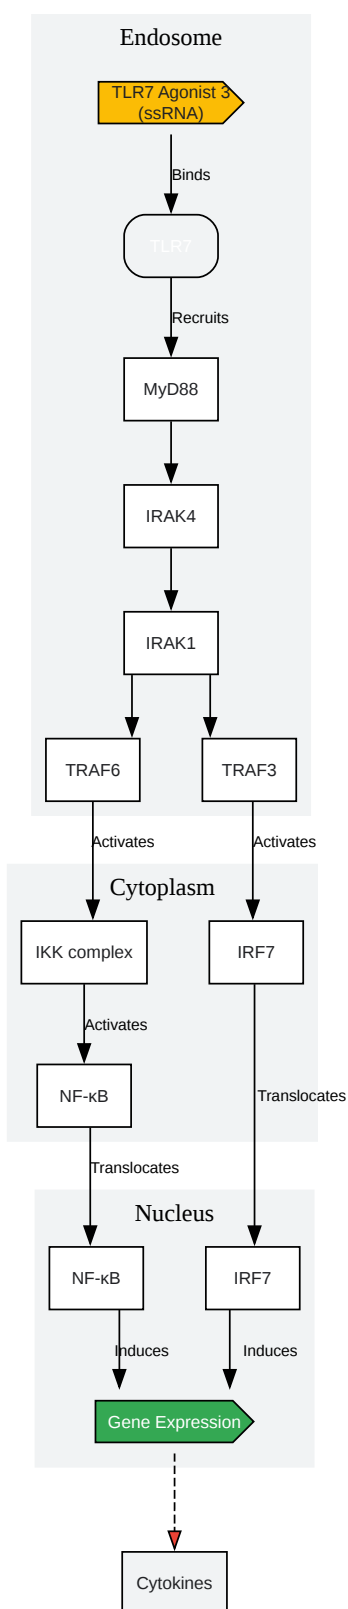 Endosome
TLR7 Agonist 3
(ssRNA)
Binds
TLR7
Recruits
MyD88
IRAK4
IRAK1
TRAF6
TRAF3
Activates
Activates
Cytoplasm
IKK complex
IRF7
Activates
NF-κB
Translocates
Translocates
Nucleus
NF-κB
IRF7
Induces
Induces
Gene Expression
Cytokines